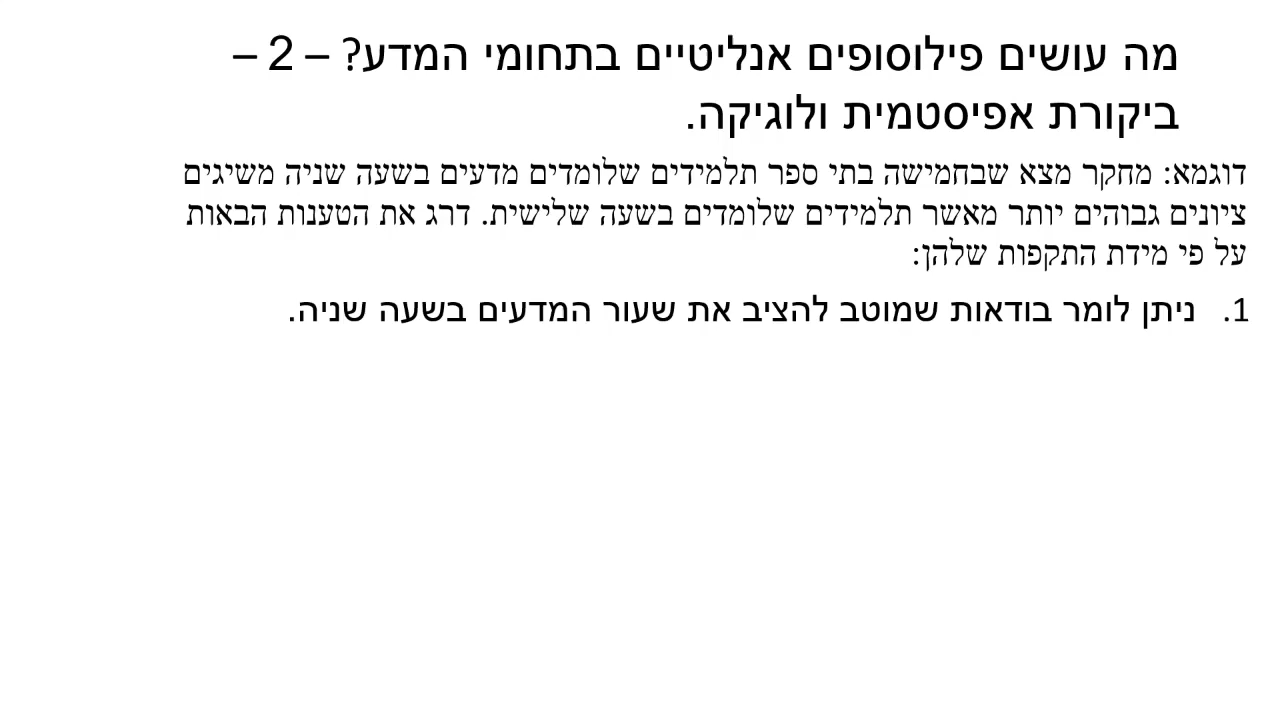 מה עושים פילוסופים אנליטיים בתחומי המדע? – 2 –
ביקורת אפיסטמית ולוגיקה.
דוגמא: מחקר מצא שבחמישה בתי ספר תלמידים שלומדים מדעים בשעה שניה משיגים
ציונים גבוהים יותר מאשר תלמידים שלומדים בשעה שלישית. דרג את הטענות הבאות
על פי מידת התקפות שלהן:
1. ניתן לומר בודאות שמוטב להציב את שעור המדעים בשעה שניה.